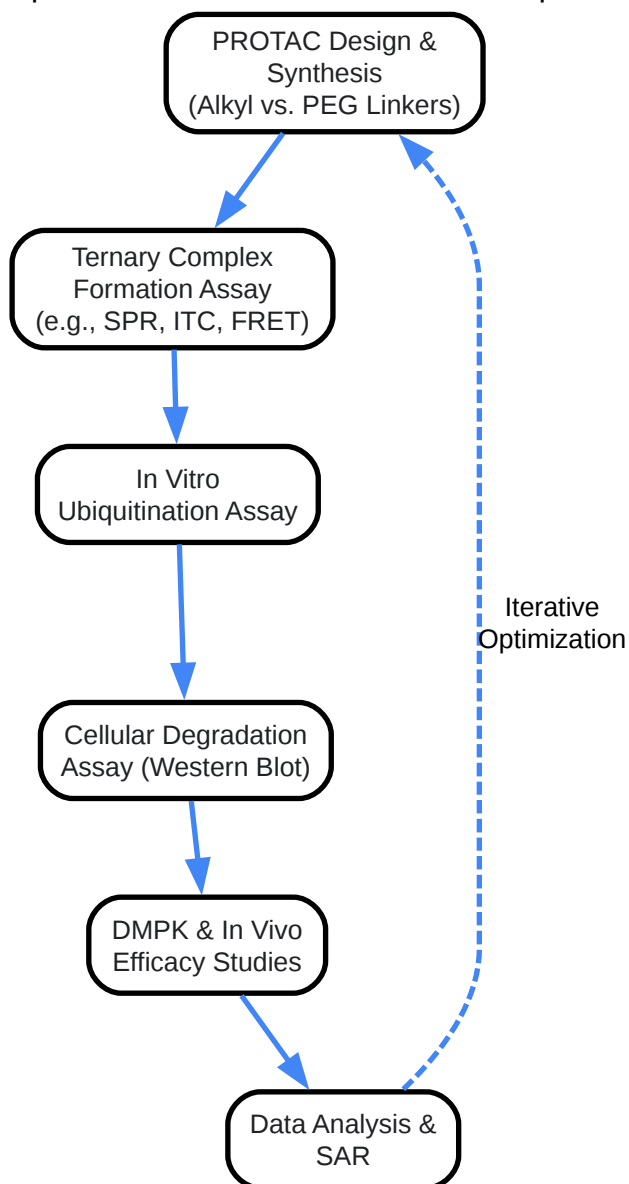 PROTAC Design &
Synthesis
(Alkyl vs. PEG Linkers)
Ternary Complex
Formation Assay
(e.g., SPR, ITC, FRET)
In Vitro
Ubiquitination Assay
Iterative
Optimization
Cellular Degradation
Assay (Western Blot)
DMPK & In Vivo
Efficacy Studies
Data Analysis &
SAR